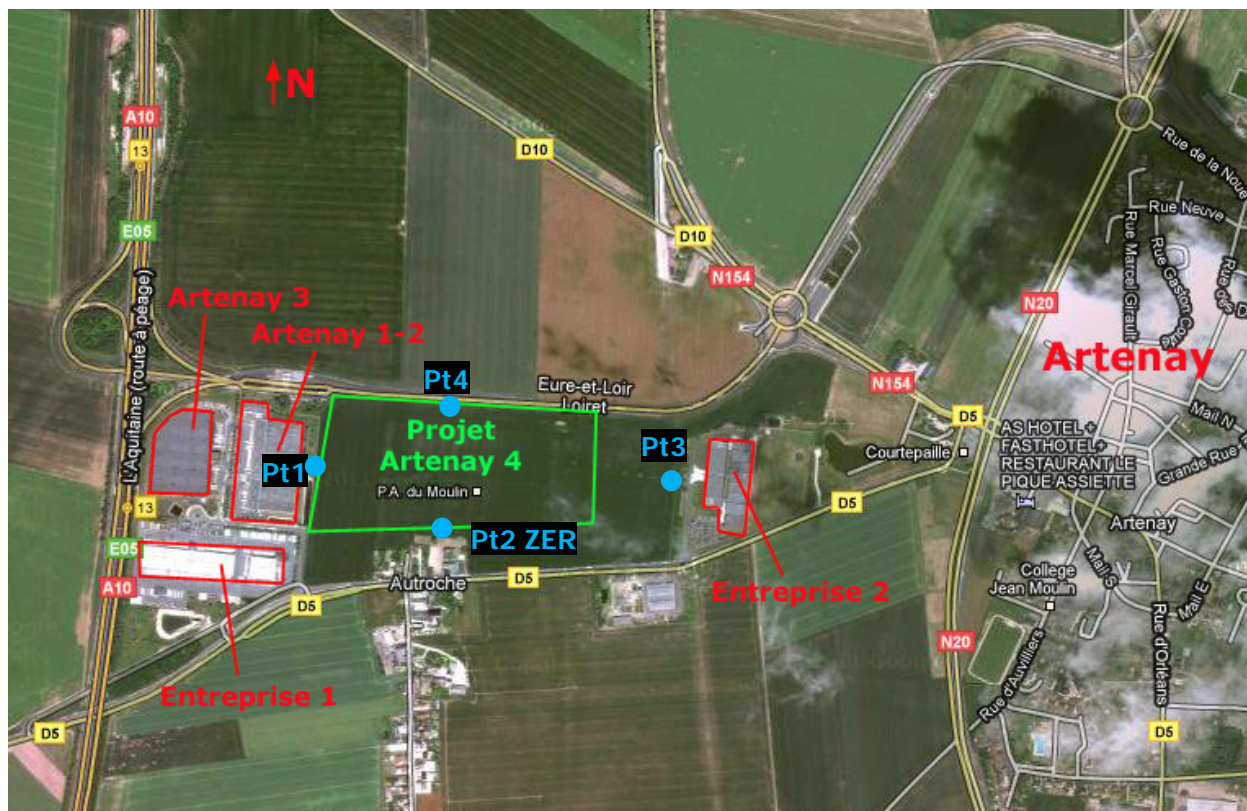 N
A10
13
D10
Rue de la Noue
Rue Neuve
E05
D10
Rue Marcel Girault
Rue Gaston Cou
Rue des
D
N154
L'Aquitaine (route à péage)
Artenay 3
N20
Artenay 1-2
Artenay
Pt4
Eure-et-Loir
Loiret
N154
D5
Mail N
Projet
Artenay 4
AS HOTEL +
FASTHOTEL +
RESTAURANT LE
PIQUE ASSIETTE
Courtepaille
Grande Rue
Pt1
Pt3
P.A. du Moulin
13
D5
Artenay
Pt2 ZER
E05
A10
Autroche
D5
College
Jean Moulin
Mail S
Mail E
Entreprise 2
N20
Rue d'Auvilliers
Rue d'Orléans
Entreprise 1
D5
D5